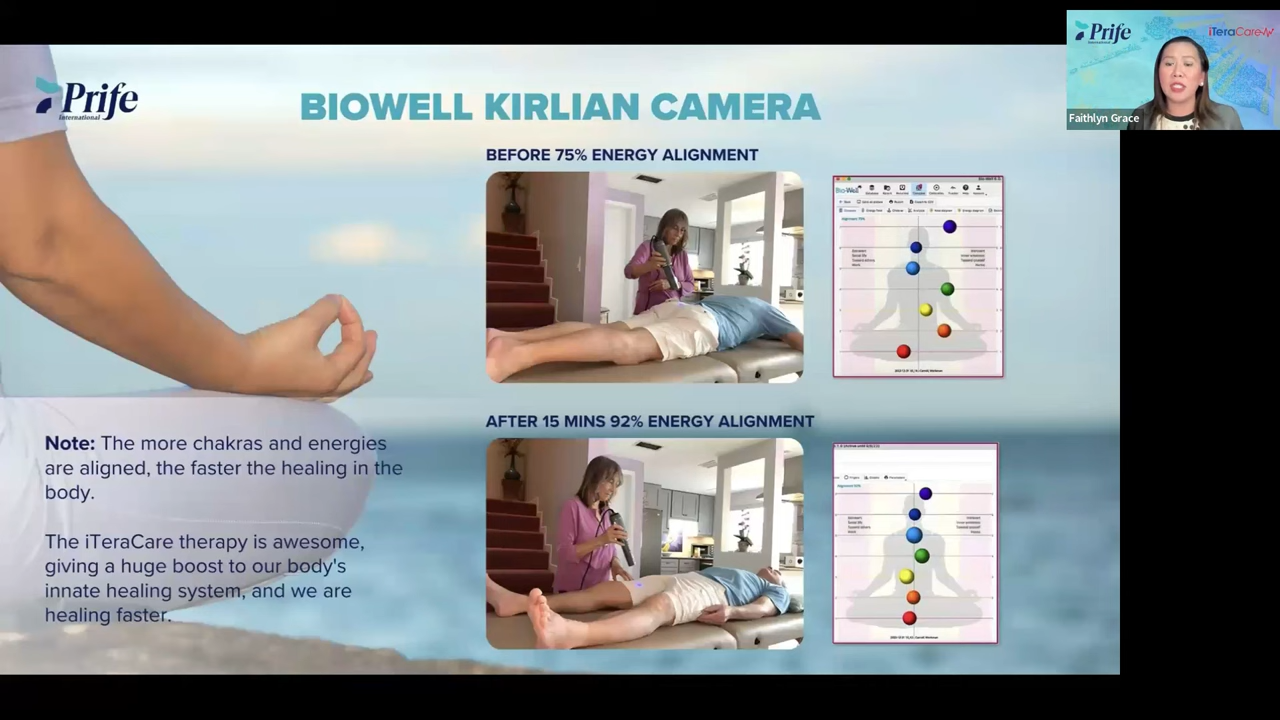 Prife
International
BIOWELL KIRLIAN CAMERA
BEFORE 75% ENERGY ALIGNMENT
Bio-Well
AFTER 15 MINS 92% ENERGY ALIGNMENT
Note: The more chakras and energies
are aligned, the faster the healing in the
body.
The iTeraCare therapy is awesome,
giving a huge boost to our body's
innate healing system, and we are
healing faster.
Prife
iTeraCare
Faithlyn Grace